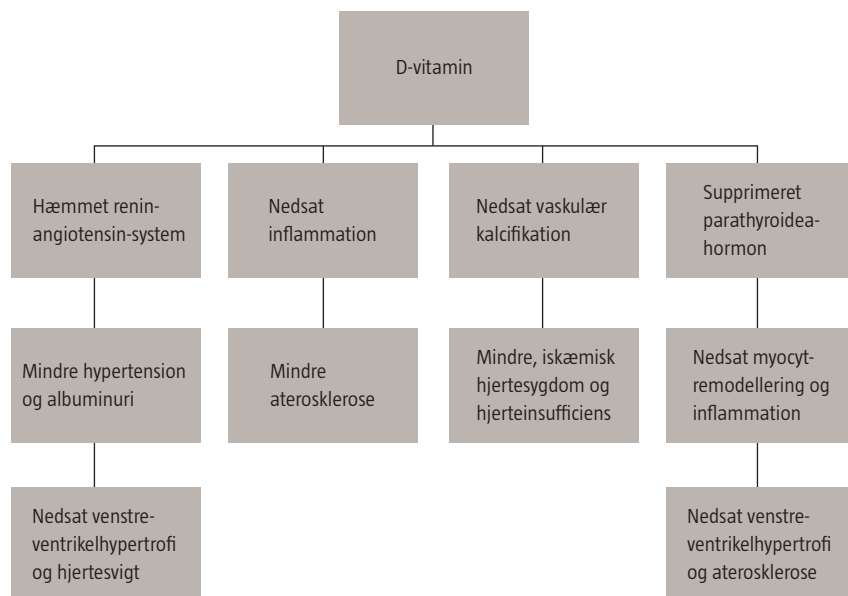 D-vitamin
Hæmmet renin-
angiotensin-system
Nedsat
inflammation
Nedsat vaskulær
kalcifikation
Supprimeret
parathyroidea-
hormon
Mindre hypertension
og albuminuri
Mindre
aterosklerose
Mindre, iskæmisk
hjertesygdom og
hjerteinsufficiens
Nedsat myocyt-
remodellering og
inflammation
Nedsat venstre-
ventrikelhypertrofi
og hjertesvigt
Nedsat venstre-
ventrikelhypertrofi
og aterosklerose